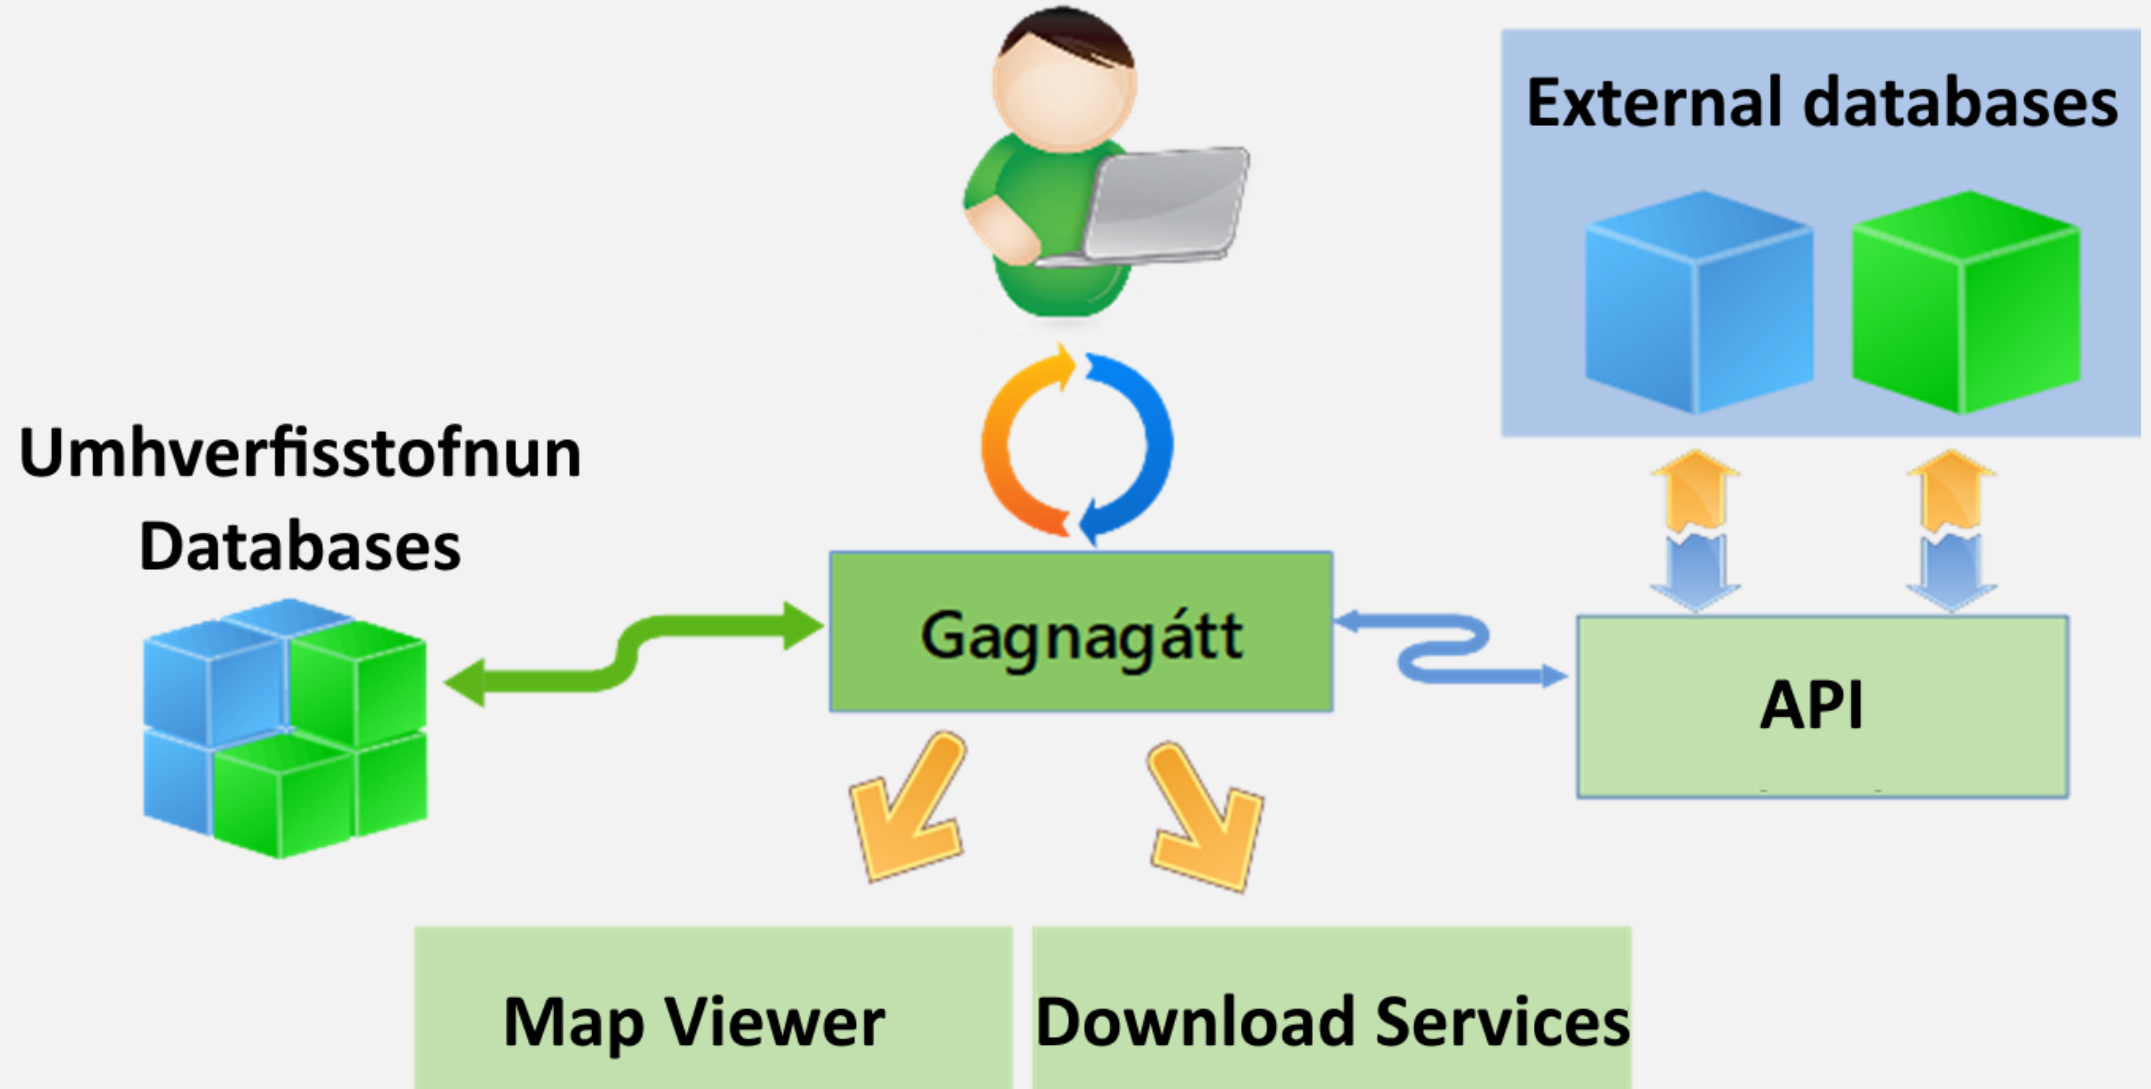 External databases
Umhverfisstofnun
Databases
Gagnagátt
API
Map Viewer
Download Services